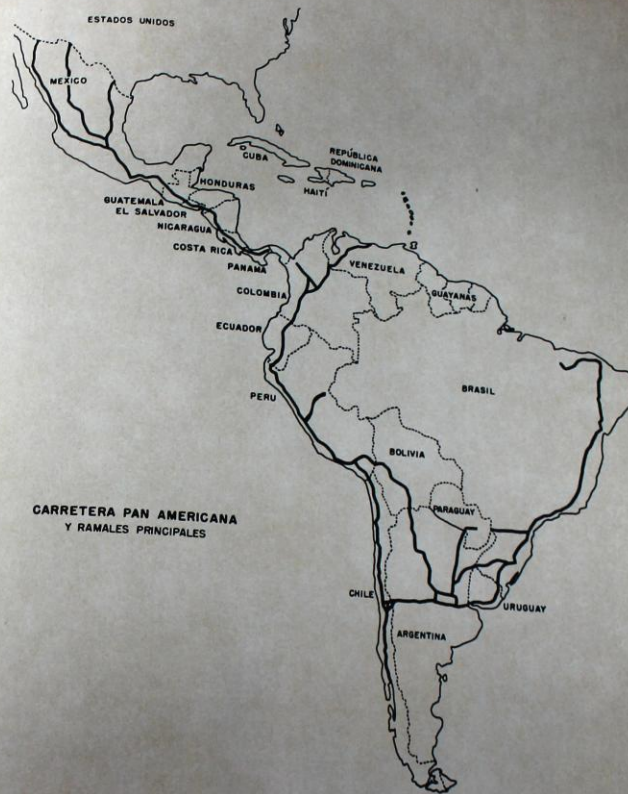 ESTADOS UNIDOS
MEXICO
CUBA
REPÚBLICA
DOMINICANA
HAITÍ
HONDURAS
GUATEMALA
EL SALVADOR
NICARAGUA
COSTA RICA
PANAMA
VENEZUELA
GUAYANAS
COLOMBIA
ECUADOR
PERU
BRASIL
BOLIVIA
CARRETERA PAN AMERICANA
Y RAMALES PRINCIPALES
PARAGUAY
CHILE
URUGUAY
ARGENTINA